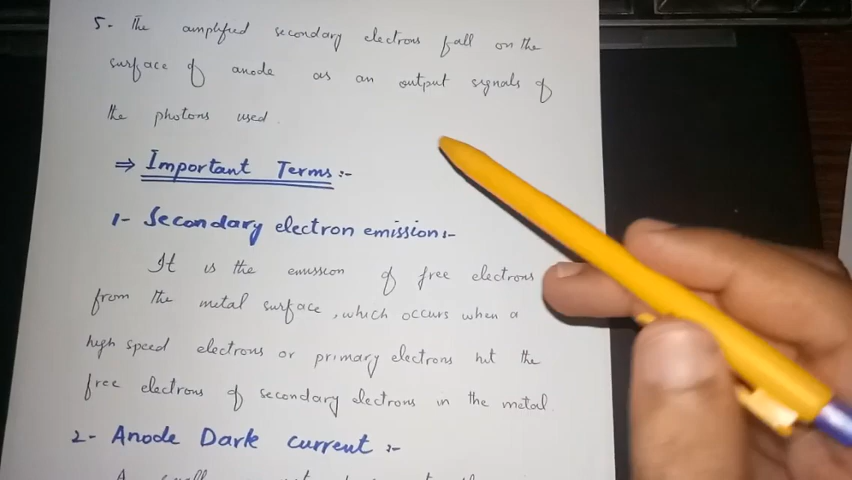 5- The amplified secondary electrons fall on the
surface of anode as an output signals of
the photons used.
⇒ Important Terms:-
1- Secondary electron emission:-
It is the emission of free electrons
from the metal surface, which occurs when a
high speed electrons or primary electrons hit the
free electrons of secondary electrons in the metal.
2- Anode Dark current :-
A small